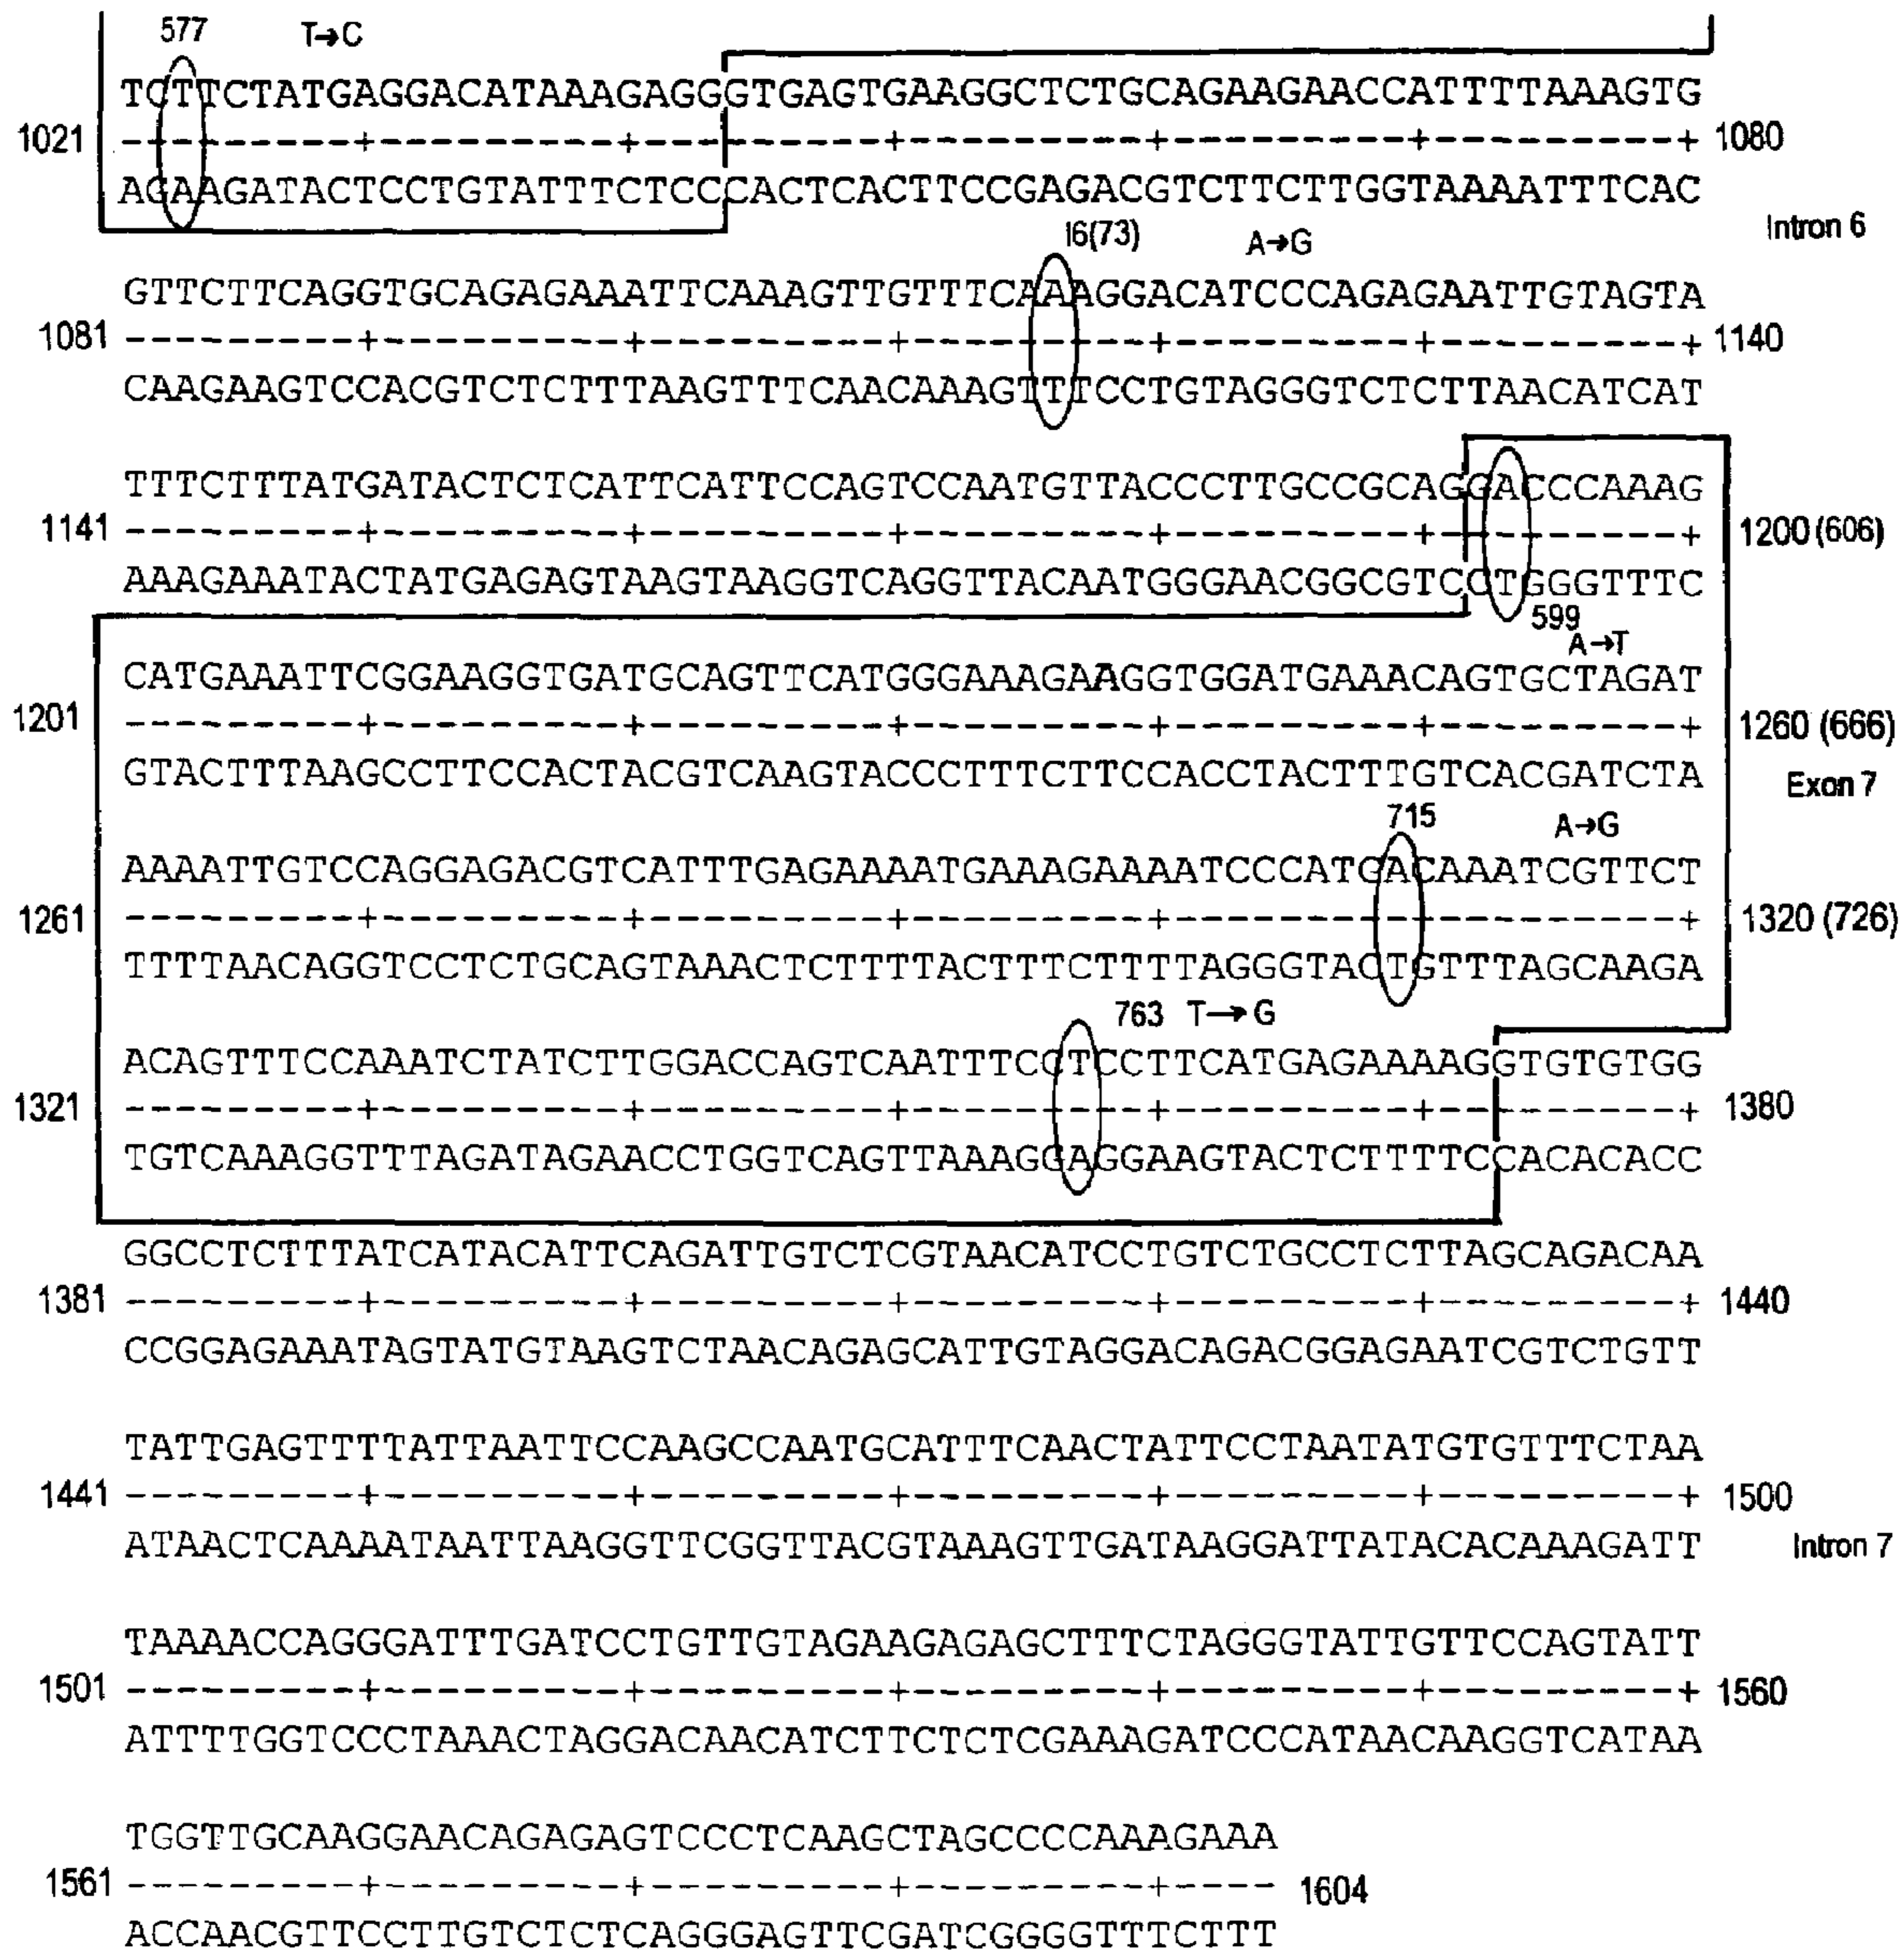 577 T→C
TCTTCTATGAGGACATAAAGAGGGTGAGTGAAGGCTCTGCAGAAGAACCATTTTAAAGTG
1021 ---------+---------+---------+---------+---------+---------+ 1080
AGAAGATACTCCTGTATTTCTCCCACTCACTTCCGAGACGTCTTCTTGGTAAAATTTCAC
Intron 6
I6(73) A→G
GTTCTTCAGGTGCAGAGAAATTCAAAGTTGTTTCAAAGGACATCCCAGAGAATTGTAGTA
1081 ---------+---------+---------+---------+---------+---------+ 1140
CAAGAAGTCCACGTCTCTTTAAGTTTCAACAAAGTTTCCTGTAGGGTCTCTTAACATCAT
TTTCTTTATGATACTCTCATTCATTCCAGTCCAATGTTACCCTTGCCGCAGGACCCAAAG
1141 ---------+---------+---------+---------+---------+---------+ 1200 (606)
AAAGAAATACTATGAGAGTAAGTAAGGTCAGGTTACAATGGGAACGGCGTCCTGGGTTTC
599 A→T
CATGAAATTCGGAAGGTGATGCAGTTCATGGGAAAGAAGGTGGATGAAACAGTGCTAGAT
1201 ---------+---------+---------+---------+---------+---------+ 1260 (666)
GTACTTTAAGCCTTCCACTACGTCAAGTACCCTTTCTTCCACCTACTTTGTCACGATCTA
Exon 7
715 A→G
AAAATTGTCCAGGAGACGTCATTTGAGAAAATGAAAGAAAATCCCATGACAAATCGTTCT
1261 ---------+---------+---------+---------+---------+---------+ 1320 (726)
TTTTAACAGGTCCTCTGCAGTAAACTCTTTTACTTTCTTTTAGGGTACTGTTTAGCAAGA
763 T→G
ACAGTTTCCAAATCTATCTTGGACCAGTCAATTTCCTCCTTCATGAGAAAAGGTGTGTGG
1321 ---------+---------+---------+---------+---------+---------+ 1380
TGTCAAAGGTTTAGATAGAACCTGGTCAGTTAAAGGAGGAAGTACTCTTTTCCACACACC
GGCCTCTTTATCATACATTCAGATTGTCTCGTAACATCCTGTCTGCCTCTTAGCAGACAA
1381 ---------+---------+---------+---------+---------+---------+ 1440
CCGGAGAAATAGTATGTAAGTCTAACAGAGCATTGTAGGACAGACGGAGAATCGTCTGTT
TATTGAGTTTTATTAATTCCAAGCCAATGCATTTCAACTATTCCTAATATGTGTTTCTAA
1441 ---------+---------+---------+---------+---------+---------+ 1500
ATAACTCAAAATAATTAAGGTTCGGTTACGTAAAGTTGATAAGGATTATACACAAAGATT
Intron 7
TAAAACCAGGGATTTGATCCTGTTGTAGAAGAGAGCTTTCTAGGGTATTGTTCCAGTATT
1501 ---------+---------+---------+---------+---------+---------+ 1560
ATTTTGGTCCCTAAACTAGGACAACATCTTCTCTCGAAAGATCCCATAACAAGGTCATAA
TGGTTGCAAGGAACAGAGAGTCCCTCAAGCTAGCCCCAAAGAAA
1561 ---------+---------+---------+---------+---- 1604
ACCAACGTTCCTTGTCTCTCAGGGAGTTCGATCGGGGTTTCTTT